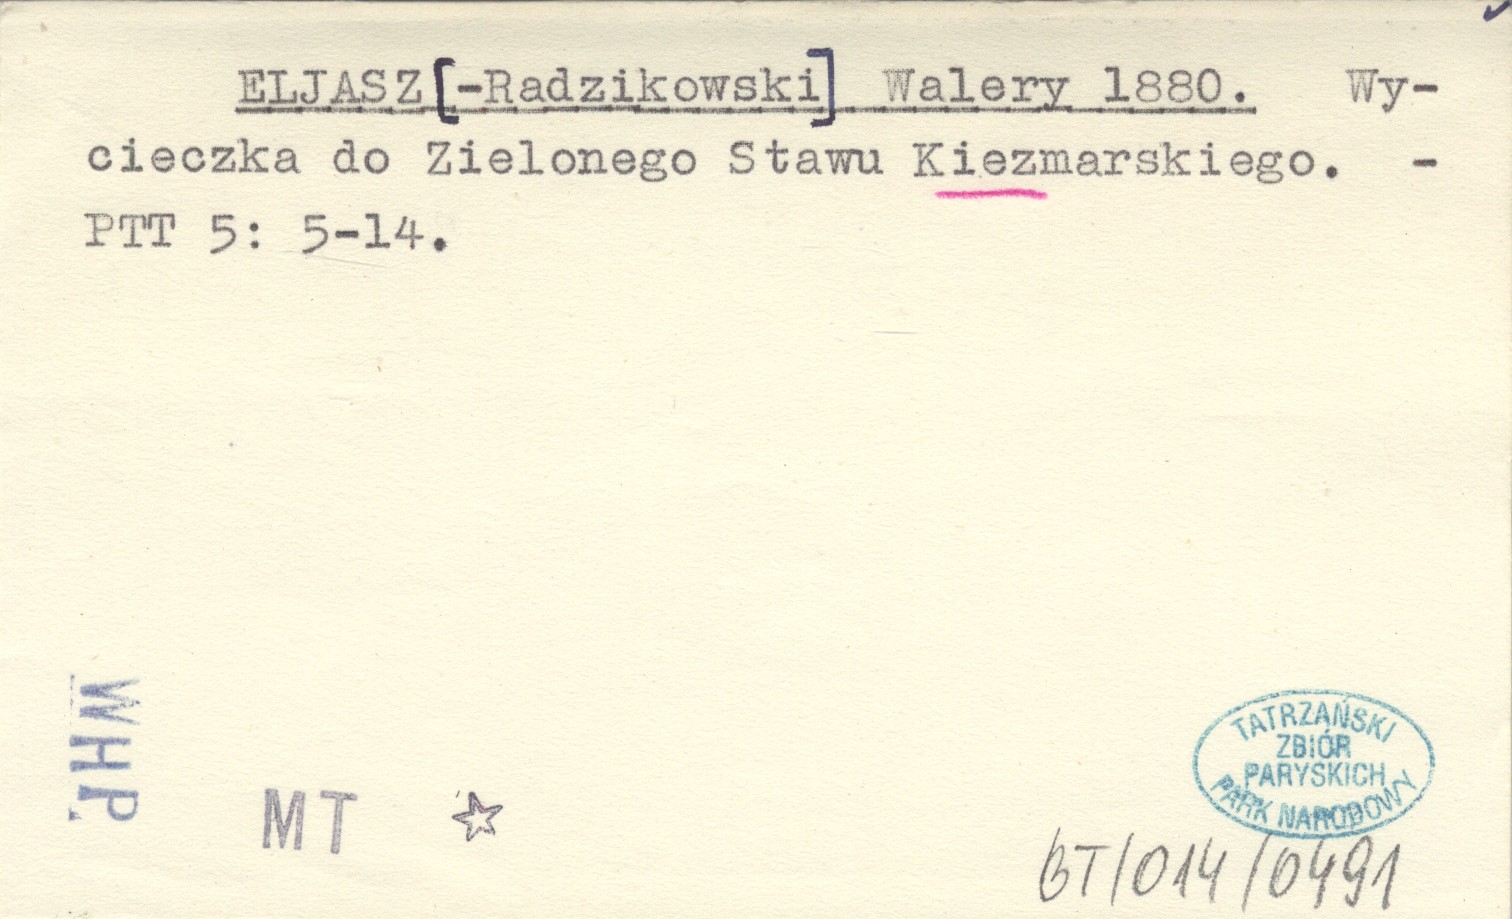 ELJASZ[-Radzikowski] Walery 1880. Wy-
cieczka do Zielonego Stawu Kiezmarskiego. -
PTT 5: 5-14.
WHP
MT
TATRZAŃSKI
ZBIÓR
PARYSKICH
PARK NARODOWY
BT/014/0491